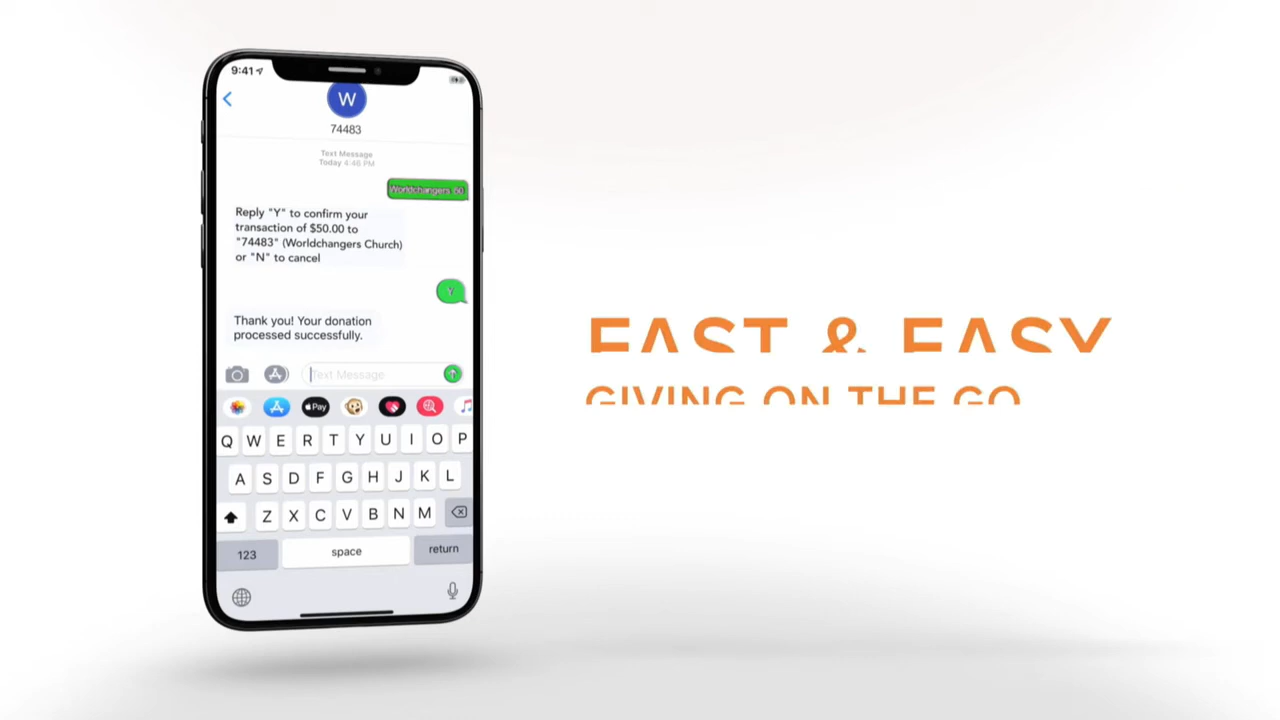 9:41
W
74483
Text Message
Today 4:46 PM
Worldchangers 50
Reply "Y" to confirm your
transaction of $50.00 to
"74483" (Worldchangers Church)
or "N" to cancel
Y
Thank you! Your donation
processed successfully.
Text Message
Pay
Q W E R T Y U I O P
A S D F G H J K L
Z X C V B N M
123 space return
FAST & EASY
GIVING ON THE GO